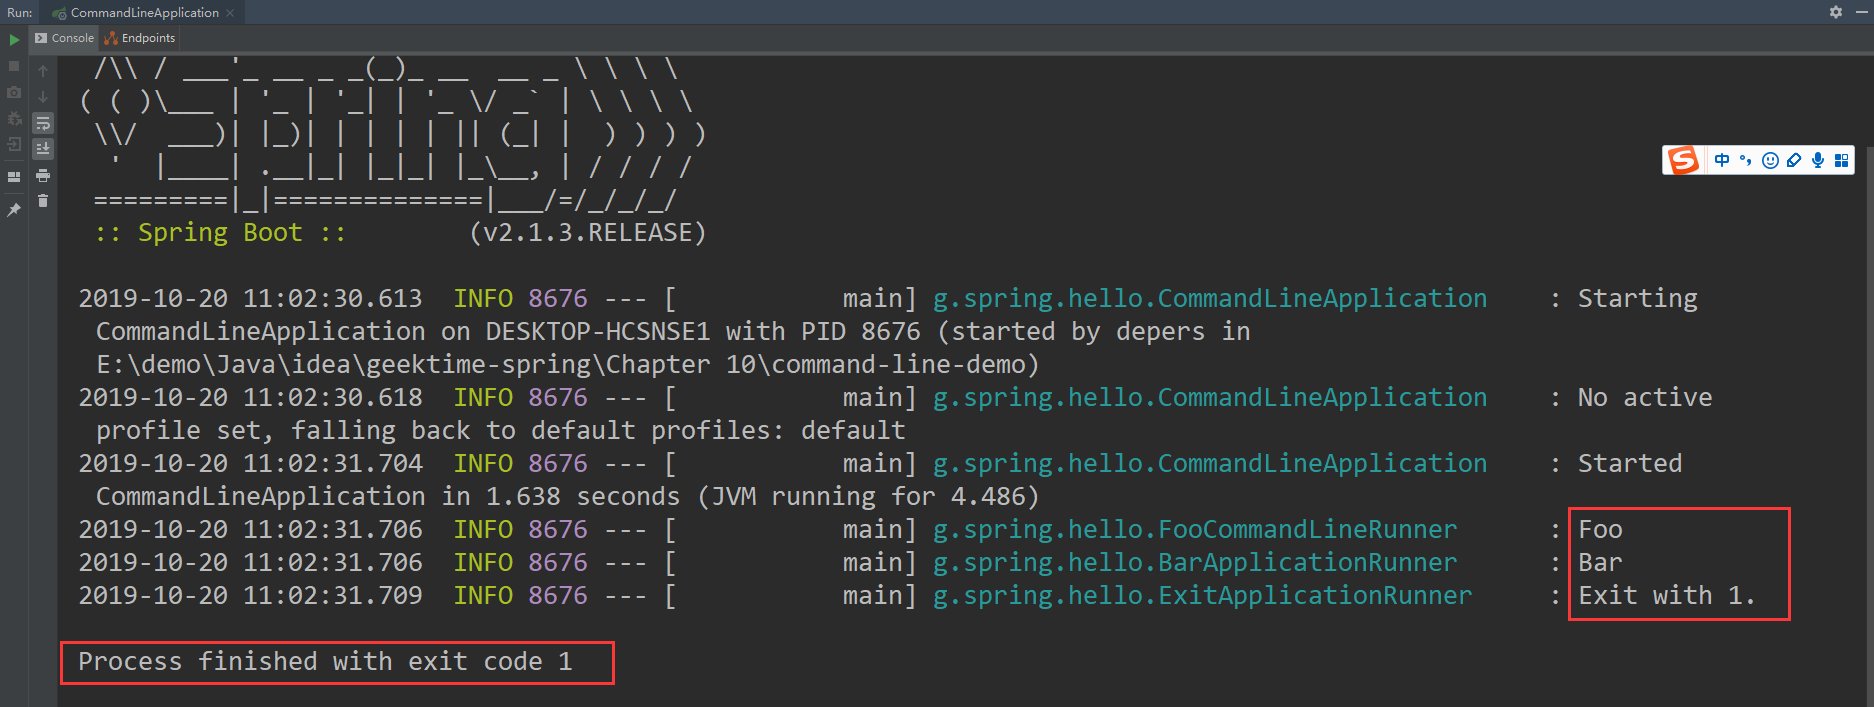 Run: CommandLineApplication
Console Endpoints
  /\\ / ___'_ __ _ _(_)_ __  __ _ \ \ \ \
( ( )\___ | '_ | '_| | '_ \/ _` | \ \ \ \
 \\/  ___)| |_)| | | | | || (_| |  ) ) ) )
  '  |____| .__|_| |_|_| |_\__, | / / / /
 =========|_|==============|___/=/_/_/_/
 :: Spring Boot ::        (v2.1.3.RELEASE)
中
2019-10-20 11:02:30.613  INFO 8676 --- [           main] g.spring.hello.CommandLineApplication    : Starting
CommandLineApplication on DESKTOP-HCSNSE1 with PID 8676 (started by depers in
E:\demo\Java\idea\geektime-spring\Chapter 10\command-line-demo)
2019-10-20 11:02:30.618  INFO 8676 --- [           main] g.spring.hello.CommandLineApplication    : No active
profile set, falling back to default profiles: default
2019-10-20 11:02:31.704  INFO 8676 --- [           main] g.spring.hello.CommandLineApplication    : Started
CommandLineApplication in 1.638 seconds (JVM running for 4.486)
2019-10-20 11:02:31.706  INFO 8676 --- [           main] g.spring.hello.FooCommandLineRunner      : Foo
2019-10-20 11:02:31.706  INFO 8676 --- [           main] g.spring.hello.BarApplicationRunner      : Bar
2019-10-20 11:02:31.709  INFO 8676 --- [           main] g.spring.hello.ExitApplicationRunner     : Exit with 1.
Process finished with exit code 1